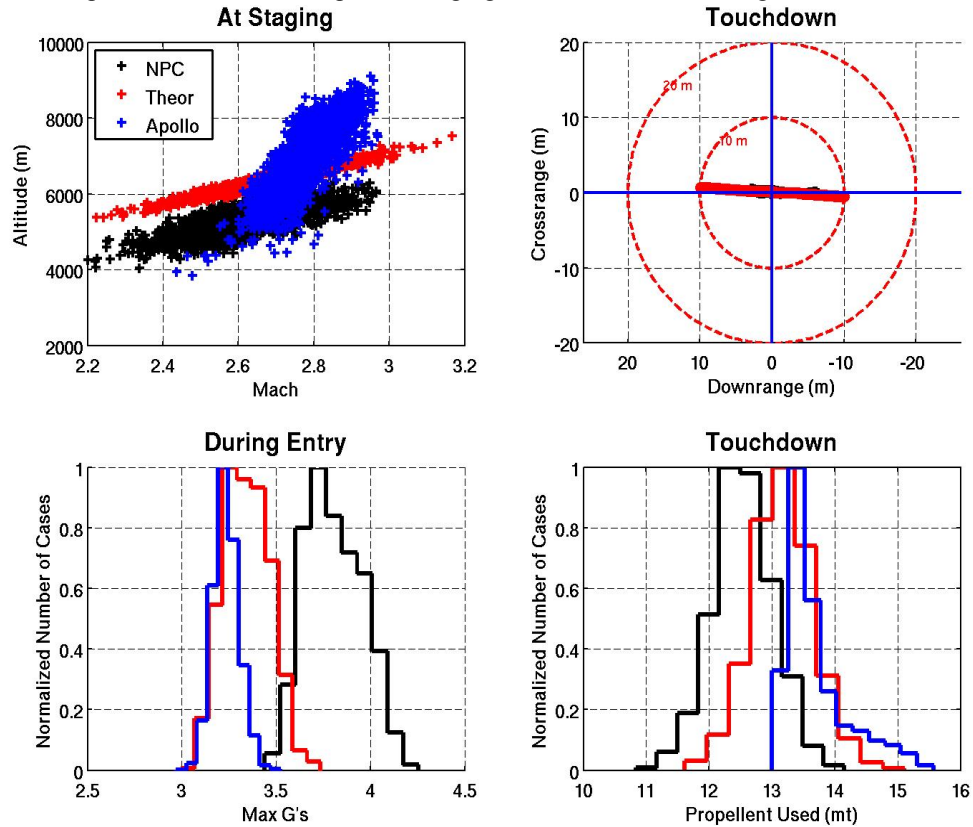 At Staging
Touchdown
10000
8000
6000
4000
2000
Altitude (m)
NPC
Theor
Apollo
2.2 2.4 2.6 2.8 3 3.2
Mach
20
10
0
-10
-20
Crossrange (m)
20 m
10 m
20 10 0 -10 -20
Downrange (m)
During Entry
Touchdown
1
0.8
0.6
0.4
0.2
0
Normalized Number of Cases
2.5 3 3.5 4 4.5
Max G's
1
0.8
0.6
0.4
0.2
0
Normalized Number of Cases
10 11 12 13 14 15 16
Propellent Used (mt)